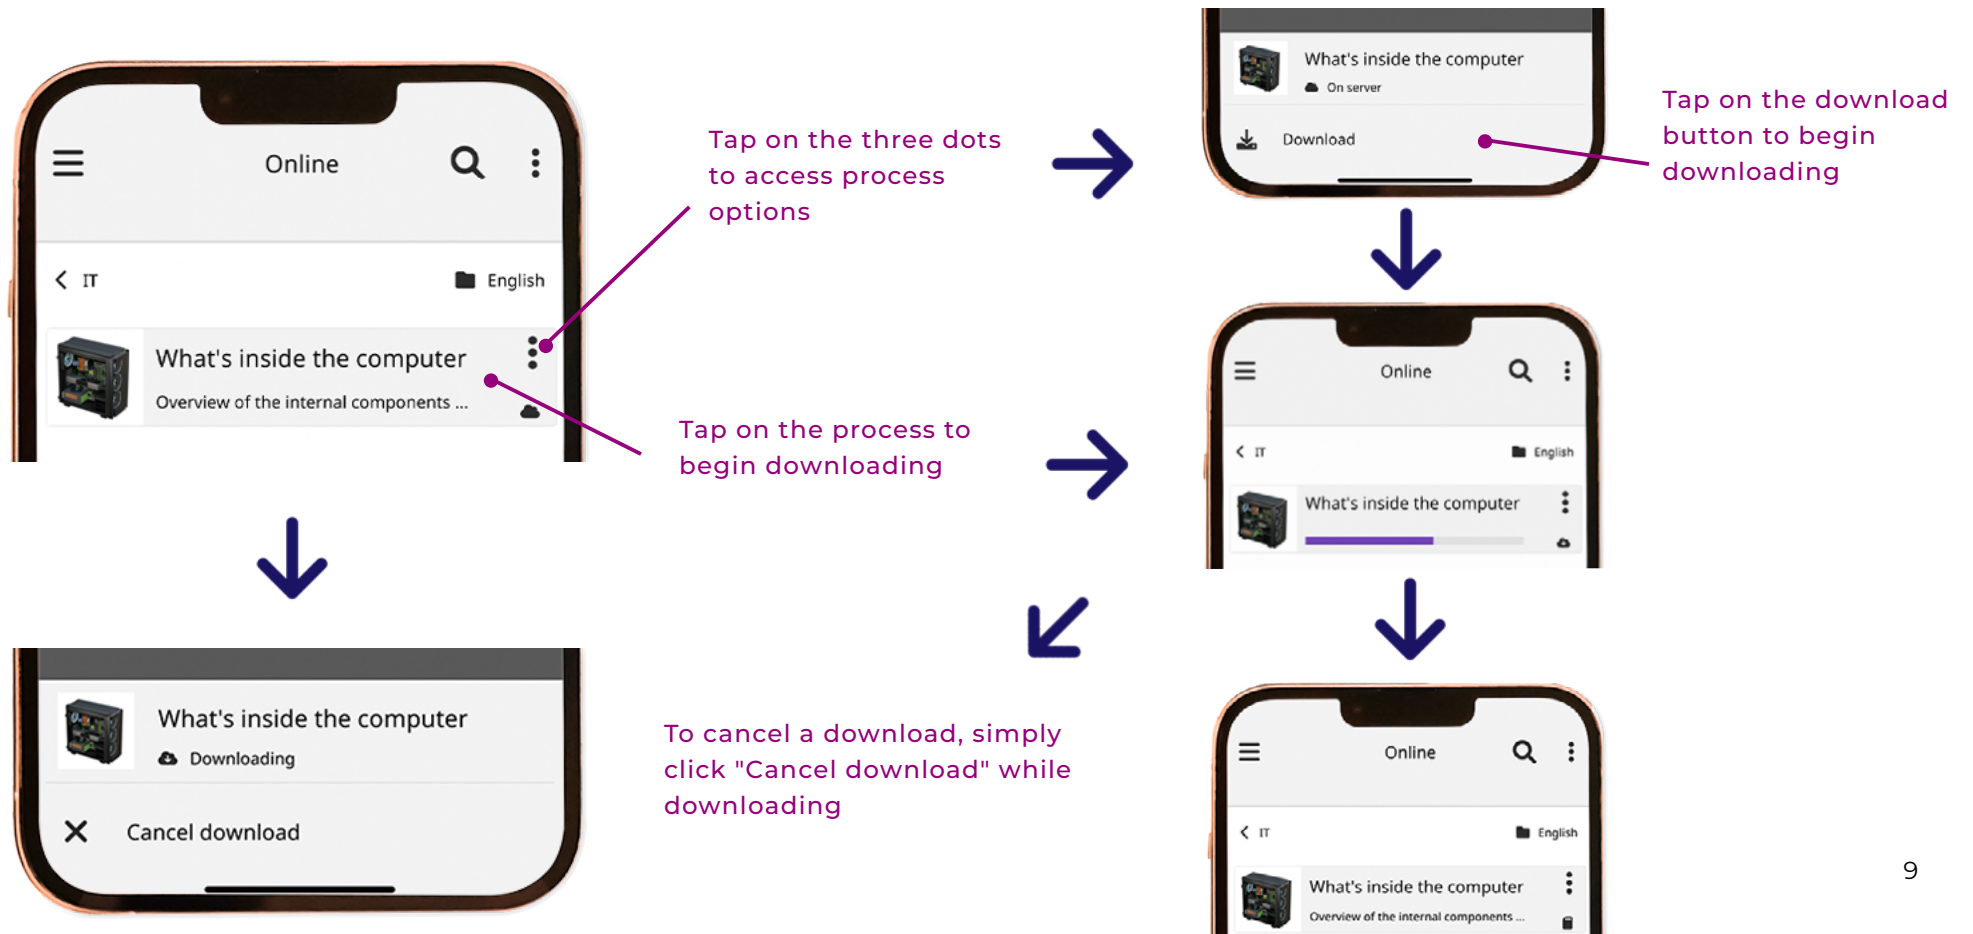 Online
IT
English
What's inside the computer
Overview of the internal components ...
Tap on the three dots
to access process
options
Tap on the process to
begin downloading
What's inside the computer
On server
Download
Tap on the download
button to begin
downloading
Online
IT
English
What's inside the computer
What's inside the computer
Downloading
Cancel download
To cancel a download, simply
click "Cancel download" while
downloading
Online
IT
English
What's inside the computer
Overview of the internal components ...
9